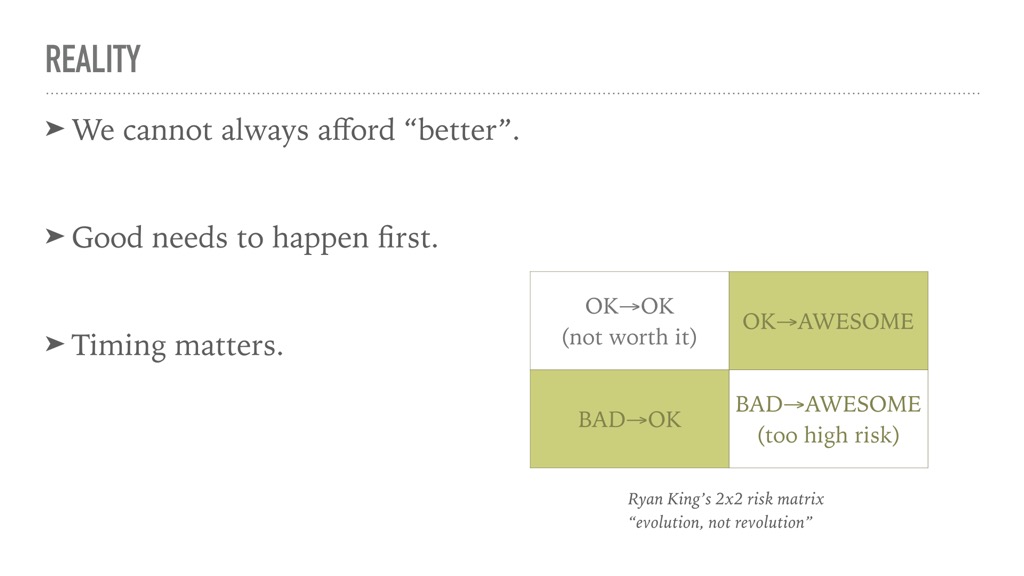 REALITY
➤ We cannot always afford “better”.
➤ Good needs to happen first.
➤ Timing matters.
OK→OK
(not worth it)
OK→AWESOME
BAD→OK
BAD→AWESOME
(too high risk)
Ryan King’s 2x2 risk matrix
“evolution, not revolution”